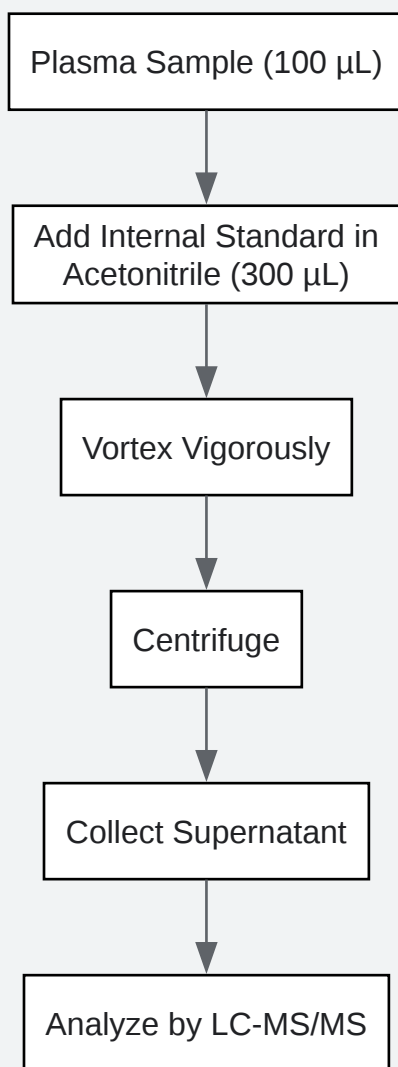 Plasma Sample (100 µL)
Add Internal Standard in
Acetonitrile (300 µL)
Vortex Vigorously
Centrifuge
Collect Supernatant
Analyze by LC-MS/MS